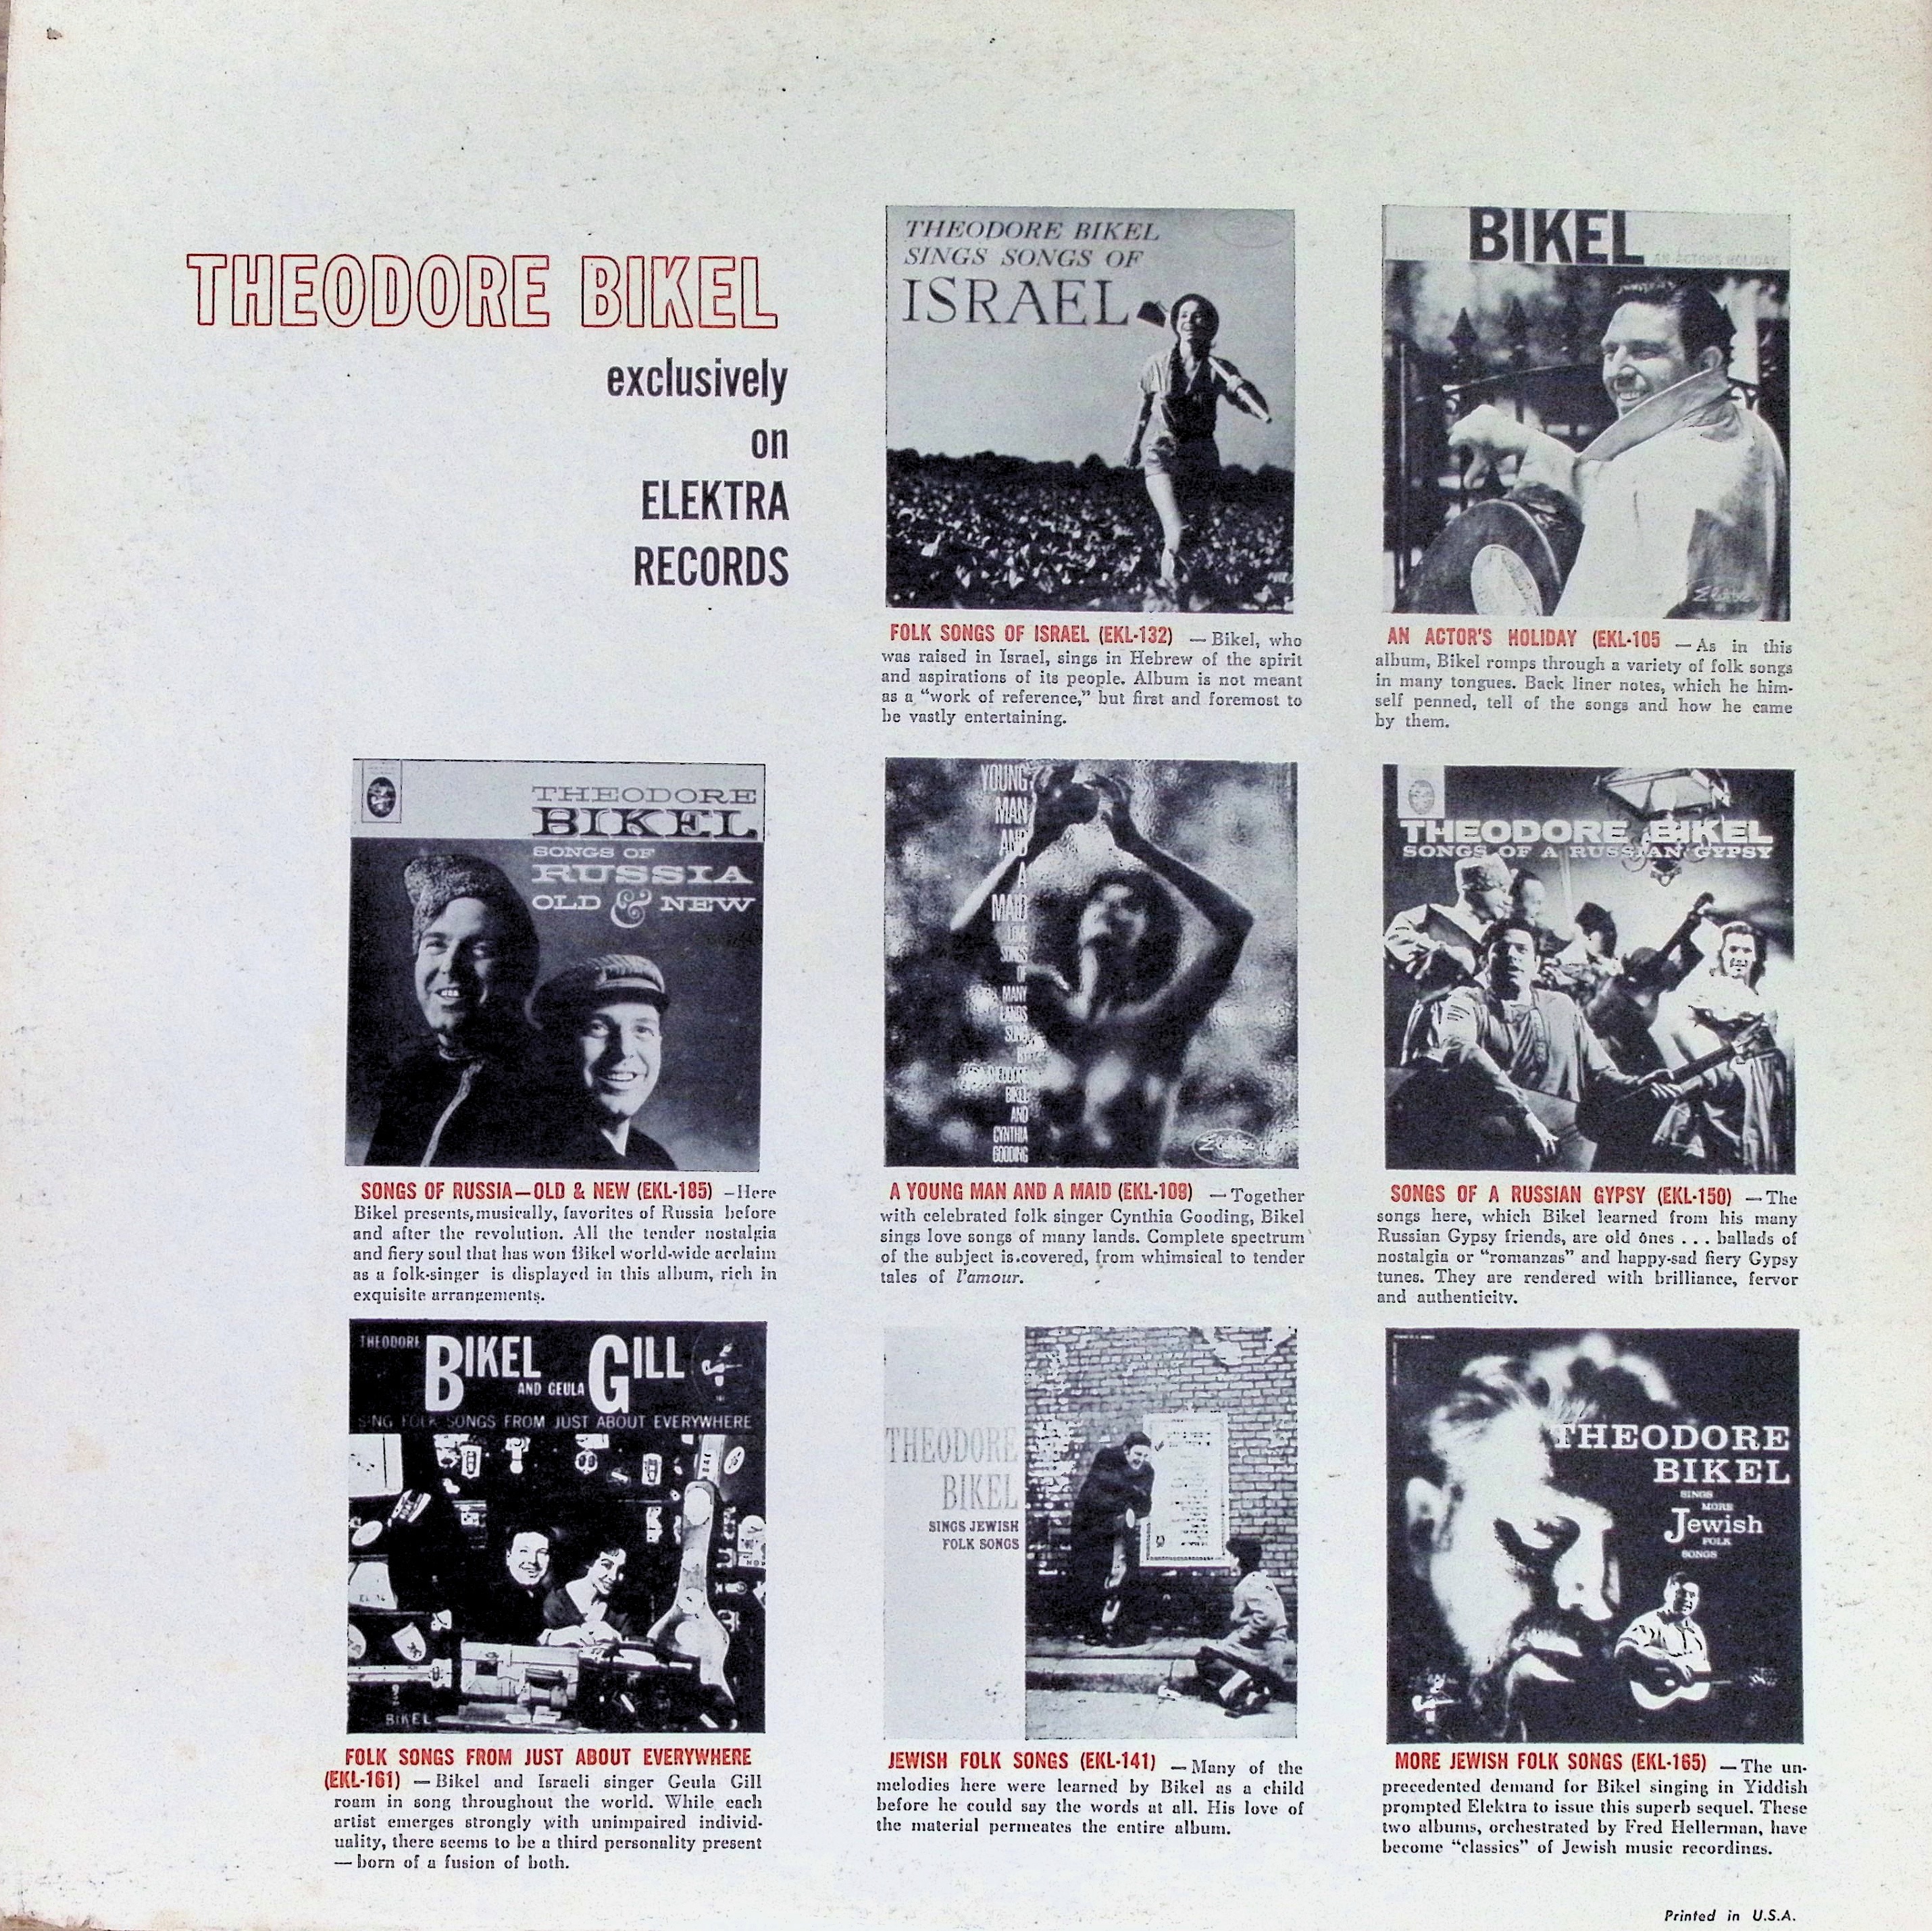 THEODORE BIKEL
exclusively
on
ELEKTRA
RECORDS
THEODORE BIKEL
SINGS SONGS OF
ISRAEL
FOLK SONGS OF ISRAEL (EKL-132) — Bikel, who
was raised in Israel, sings in Hebrew of the spirit
and aspirations of its people. Album is not meant
as a “work of reference,” but first and foremost to
be vastly entertaining.
BIKEL
THEODORE
AN ACTOR'S HOLIDAY
Elektra
AN ACTOR'S HOLIDAY (EKL-105 — As in this
album, Bikel romps through a variety of folk songs
in many tongues. Back liner notes, which he him-
self penned, tell of the songs and how he came
by them.
THEODORE
BIKEL
SONGS OF
RUSSIA
OLD & NEW
SONGS OF RUSSIA—OLD & NEW (EKL-185) —Here
Bikel presents, musically, favorites of Russia before
and after the revolution. All the tender nostalgia
and fiery soul that has won Bikel world-wide acclaim
as a folk-singer is displayed in this album, rich in
exquisite arrangements.
YOUNG
MAN
AND
A
MAID
LOVE
SONGS
OF
MANY
LANDS
SUNG
BY
THEODORE
BIKEL
AND
CYNTHIA
GOODING
Elektra
A YOUNG MAN AND A MAID (EKL-109) — Together
with celebrated folk singer Cynthia Gooding, Bikel
sings love songs of many lands. Complete spectrum
of the subject is covered, from whimsical to tender
tales of l'amour.
THEODORE BIKEL
SONGS OF A RUSSIAN GYPSY
SONGS OF A RUSSIAN GYPSY (EKL-150) — The
songs here, which Bikel learned from his many
Russian Gypsy friends, are old ones . . . ballads of
nostalgia or “romanzas” and happy-sad fiery Gypsy
tunes. They are rendered with brilliance, fervor
and authenticity.
THEODORE BIKEL
AND GEULA GILL
SING FOLK SONGS FROM JUST ABOUT EVERYWHERE
BIKEL
FOLK SONGS FROM JUST ABOUT EVERYWHERE
(EKL-161) — Bikel and Israeli singer Geula Gill
roam in song throughout the world. While each
artist emerges strongly with unimpaired individ-
uality, there seems to be a third personality present
— born of a fusion of both.
THEODORE
BIKEL
SINGS JEWISH
FOLK SONGS
JEWISH FOLK SONGS (EKL-141) — Many of the
melodies here were learned by Bikel as a child
before he could say the words at all. His love of
the material permeates the entire album.
THEODORE
BIKEL
SINGS
MORE
Jewish
FOLK
SONGS
MORE JEWISH FOLK SONGS (EKL-165) — The un-
precedented demand for Bikel singing in Yiddish
prompted Elektra to issue this superb sequel. These
two albums, orchestrated by Fred Hellerman, have
become “classics” of Jewish music recordings.
Printed in U.S.A.